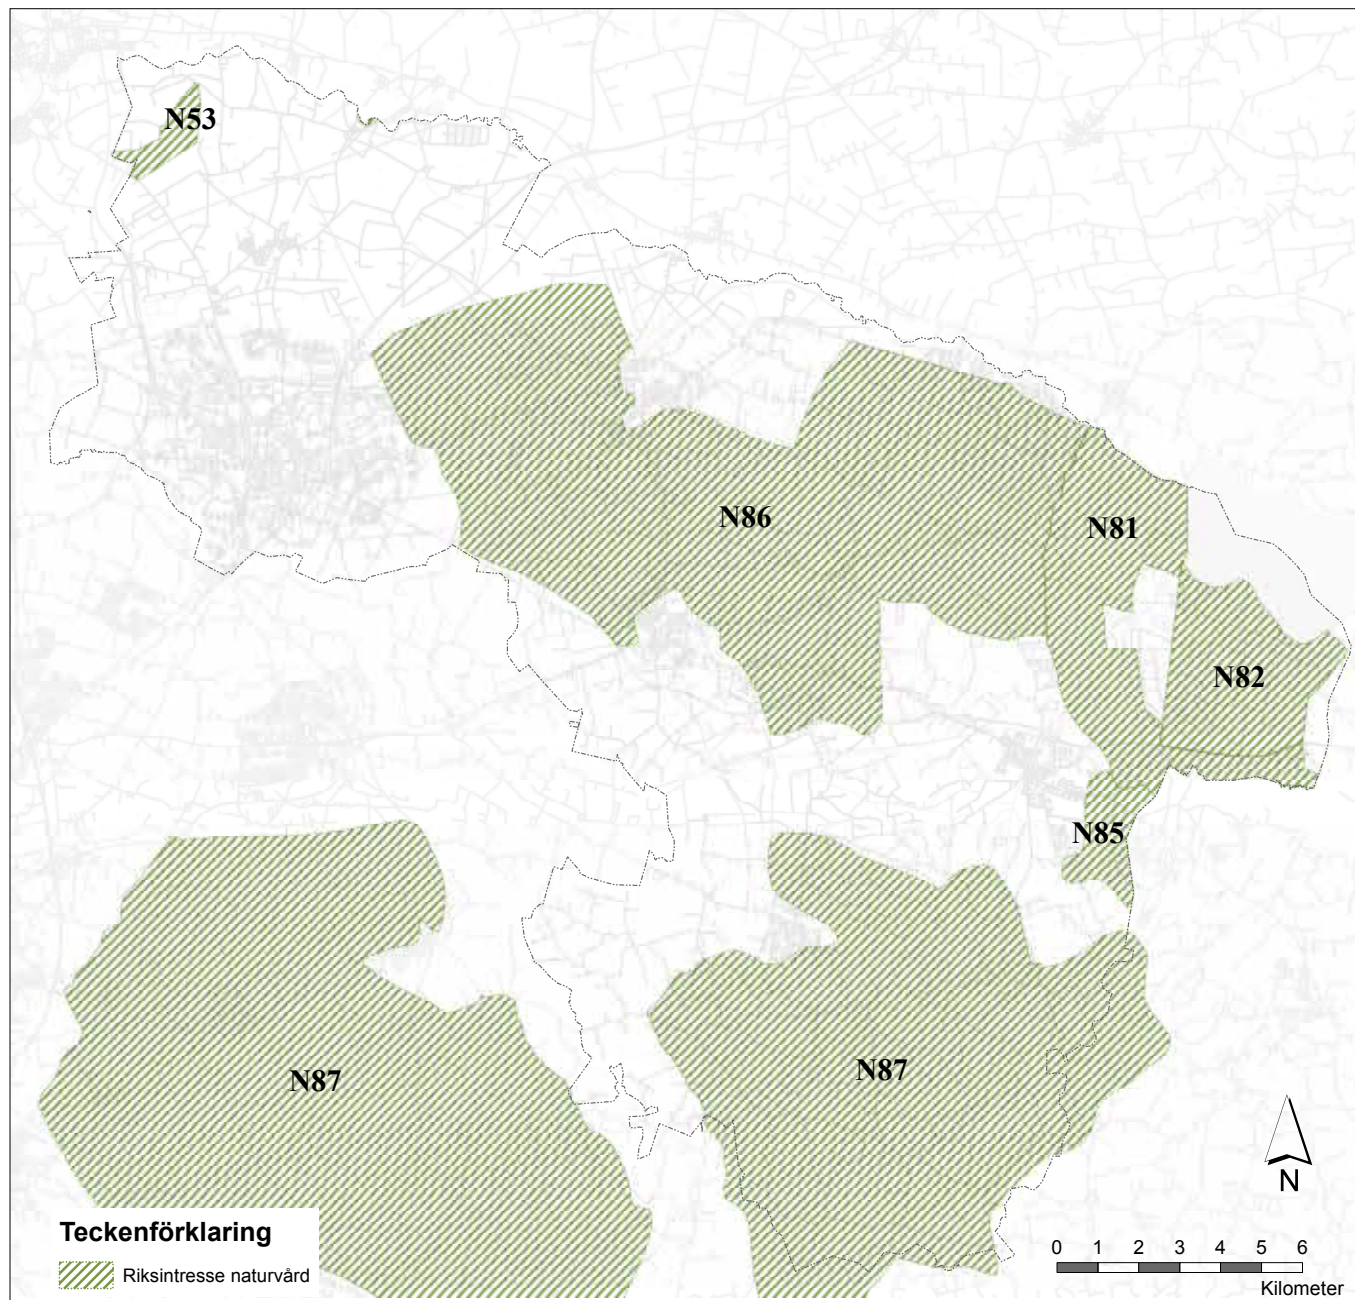 N53
N86
N81
N82
N85
N87
N87
N
Teckenförklaring
Riksintresse naturvård
0 1 2 3 4 5 6
Kilometer